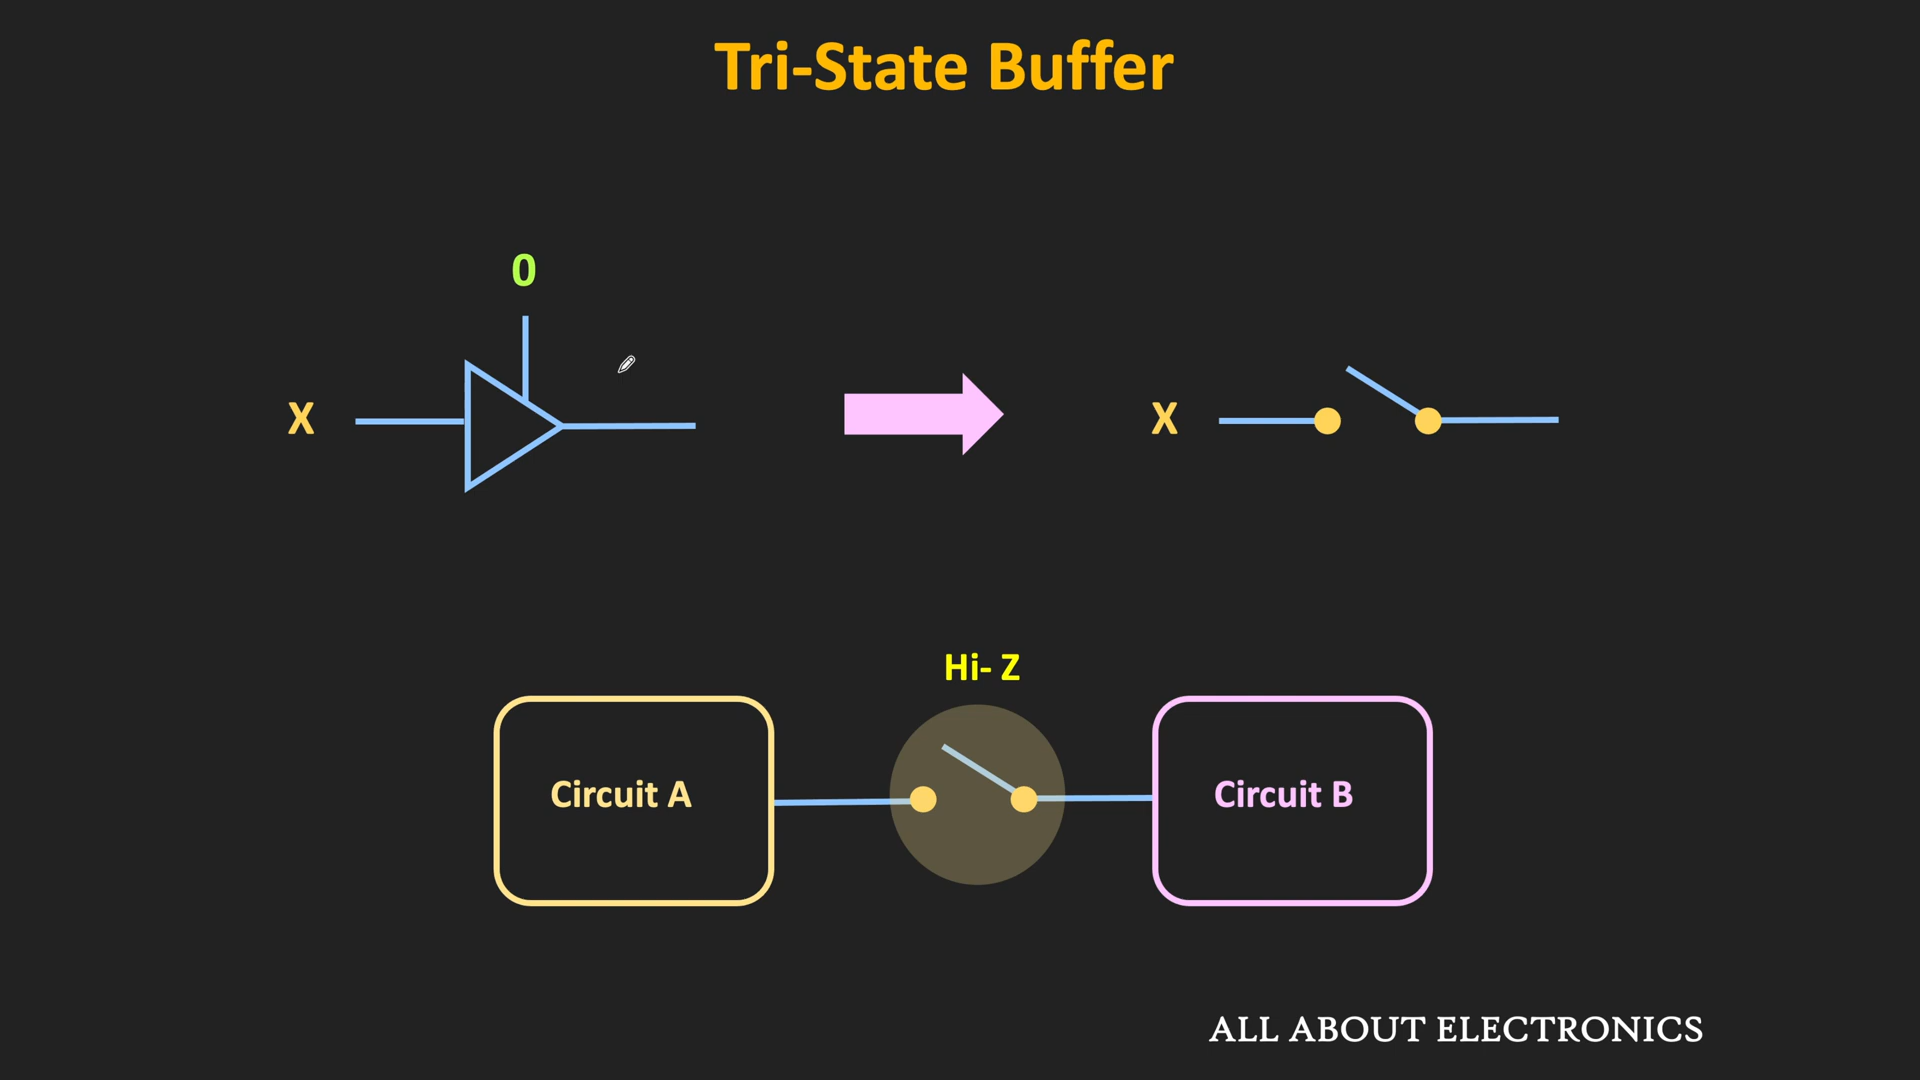 Tri-State Buffer
0
X
X
Hi- Z
Circuit A
Circuit B
ALL ABOUT ELECTRONICS